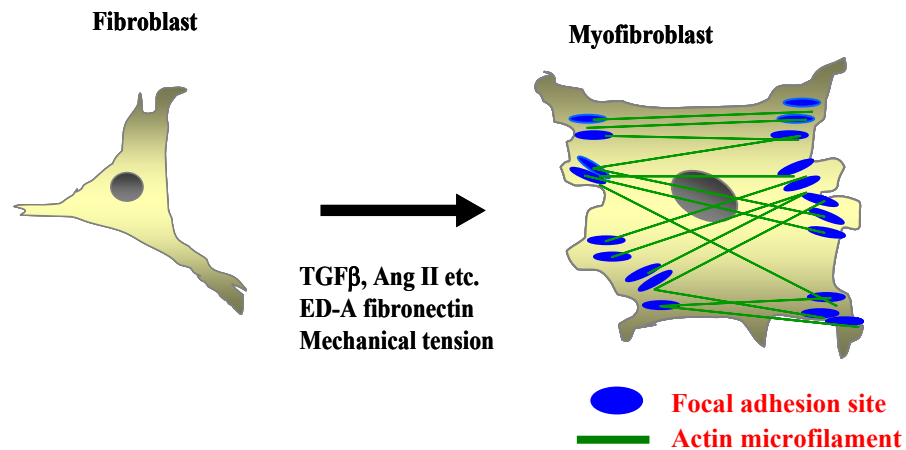 Fibroblast
Myofibroblast
TGFβ, Ang II etc.
ED-A fibronectin
Mechanical tension
Focal adhesion site
Actin microfilament